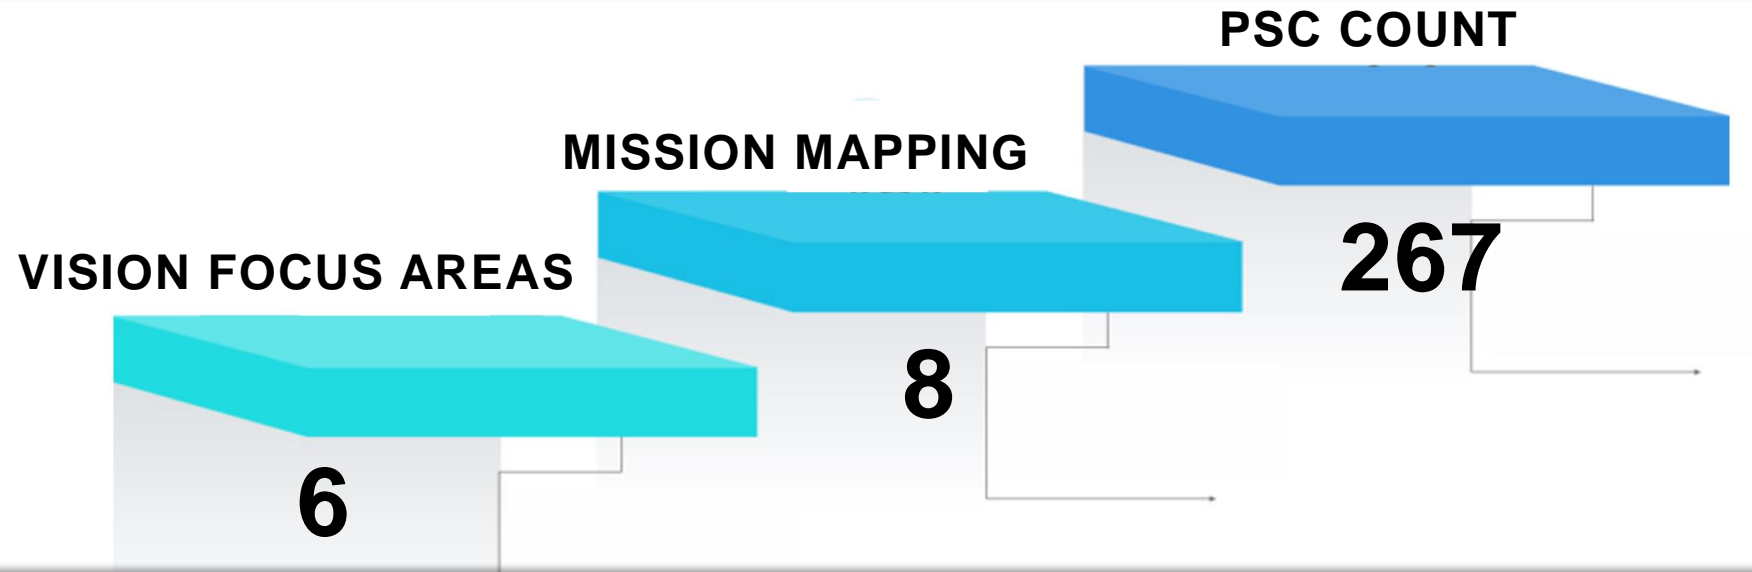 PSC COUNT
MISSION MAPPING
VISION FOCUS AREAS
267
8
6